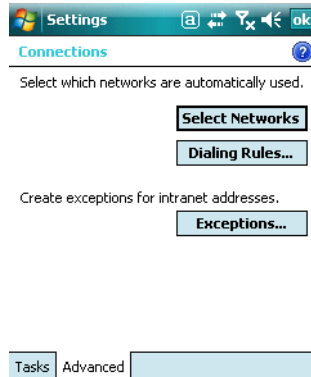 Settings a ok
Connections ?
Select which networks are automatically used.
Select Networks
Dialing Rules...
Create exceptions for intranet addresses.
Exceptions...
Tasks Advanced